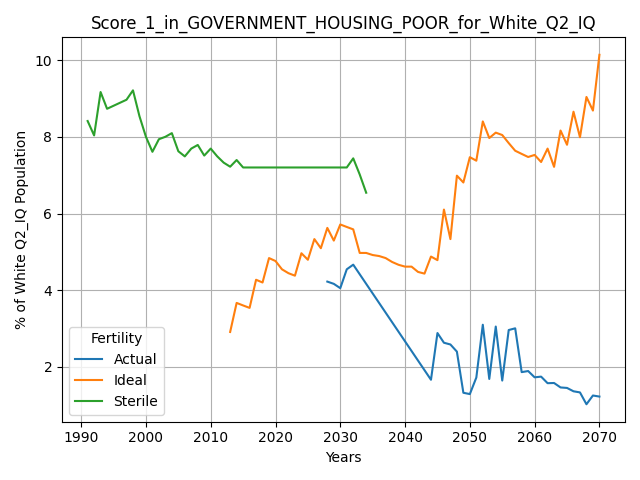 Score_1_in_GOVERNMENT_HOUSING_POOR_for_White_Q2_IQ
% of White Q2_IQ Population
10
8
6
4
2
Fertility
Actual
Ideal
Sterile
1990 2000 2010 2020 2030 2040 2050 2060 2070
Years